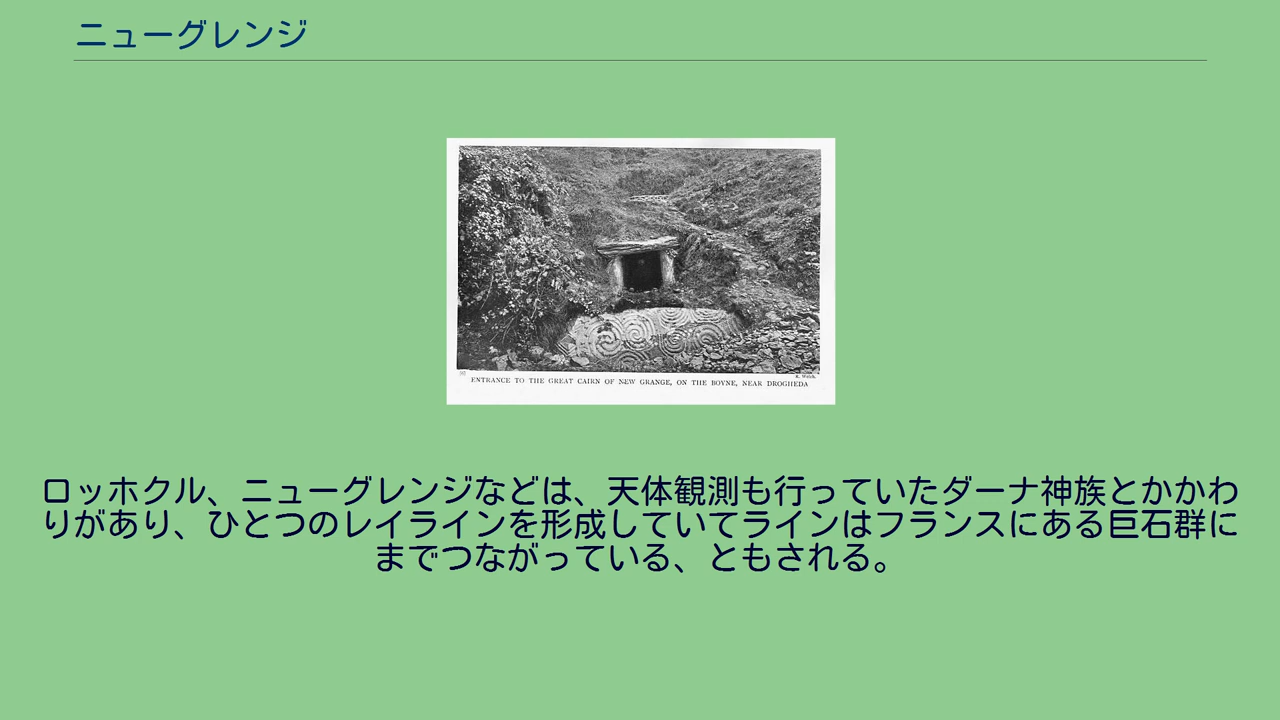 ニューグレンジ
R. Welch.
ENTRANCE TO THE GREAT CAIRN OF NEW GRANGE, ON THE BOYNE, NEAR DROGHEDA
ロッホクル、ニューグレンジなどは、天体観測も行っていたダーナ神族とかかわ
りがあり、ひとつのレイラインを形成していてラインはフランスにある巨石群に
までつながっている、ともされる。